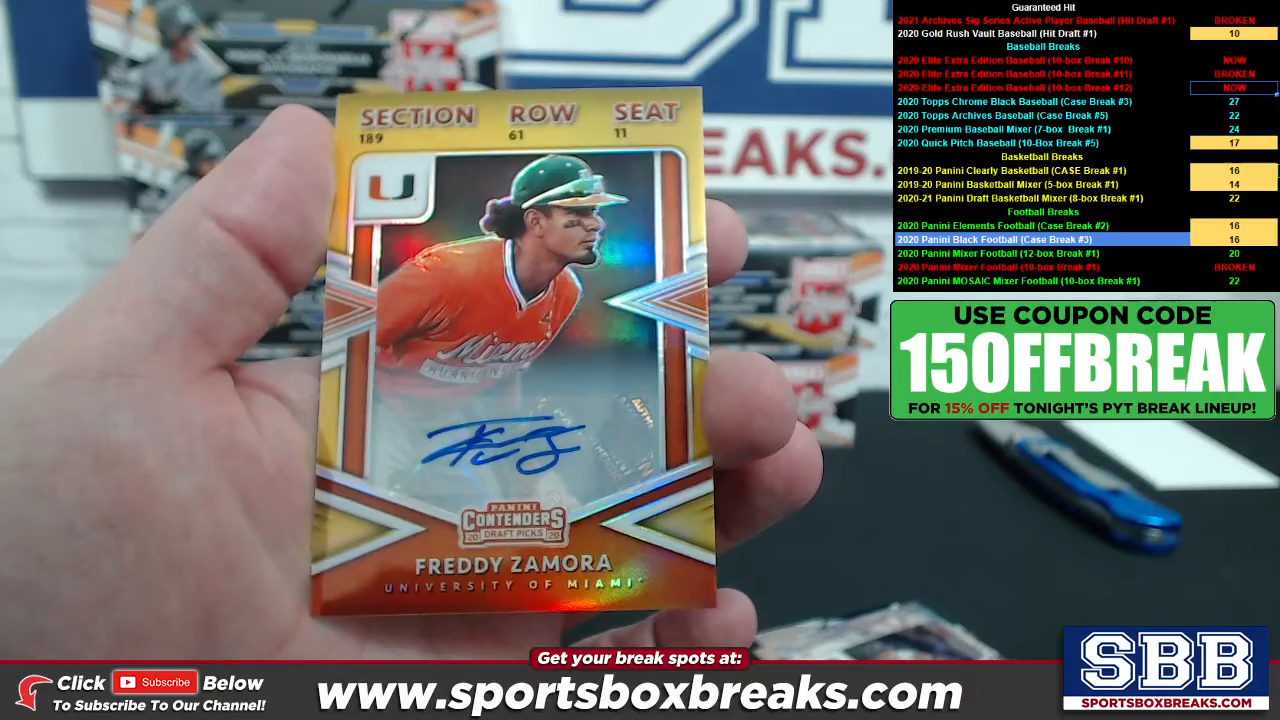 SECTION ROW SEAT
189 61 11
U
Miami
HURRICANES
PANINI
CONTENDERS
20 DRAFT PICKS 20
FREDDY ZAMORA
UNIVERSITY OF MIAMI
Guaranteed Hit
2021 Archives Sig Series Active Player Baseball (Hit Draft #1) BROKEN
2020 Gold Rush Vault Baseball (Hit Draft #1) 10
Baseball Breaks
2020 Elite Extra Edition Baseball (10-box Break #10) NOW
2020 Elite Extra Edition Baseball (10-box Break #11) BROKEN
2020 Elite Extra Edition Baseball (10-box Break #12) NOW
2020 Topps Chrome Black Baseball (Case Break #3) 27
2020 Topps Archives Baseball (Case Break #5) 22
2020 Premium Baseball Mixer (7-box Break #1) 24
2020 Quick Pitch Baseball (10-Box Break #5) 17
Basketball Breaks
2019-20 Panini Clearly Basketball (CASE Break #1) 16
2019-20 Panini Basketball Mixer (5-box Break #1) 14
2020-21 Panini Draft Basketball Mixer (8-box Break #1) 22
Football Breaks
2020 Panini Elements Football (Case Break #2) 16
2020 Panini Black Football (Case Break #3) 16
2020 Panini Mixer Football (12-box Break #1) 20
2020 Panini Mixer Football (10-box Break #1) BROKEN
2020 Panini MOSAIC Mixer Football (10-box Break #1) 22
USE COUPON CODE
15OFFBREAK
FOR 15% OFF TONIGHT'S PYT BREAK LINEUP!
Get your break spots at:
Click Subscribe Below
To Subscribe To Our Channel!
www.sportsboxbreaks.com
SBB
SPORTSBOXBREAKS.COM